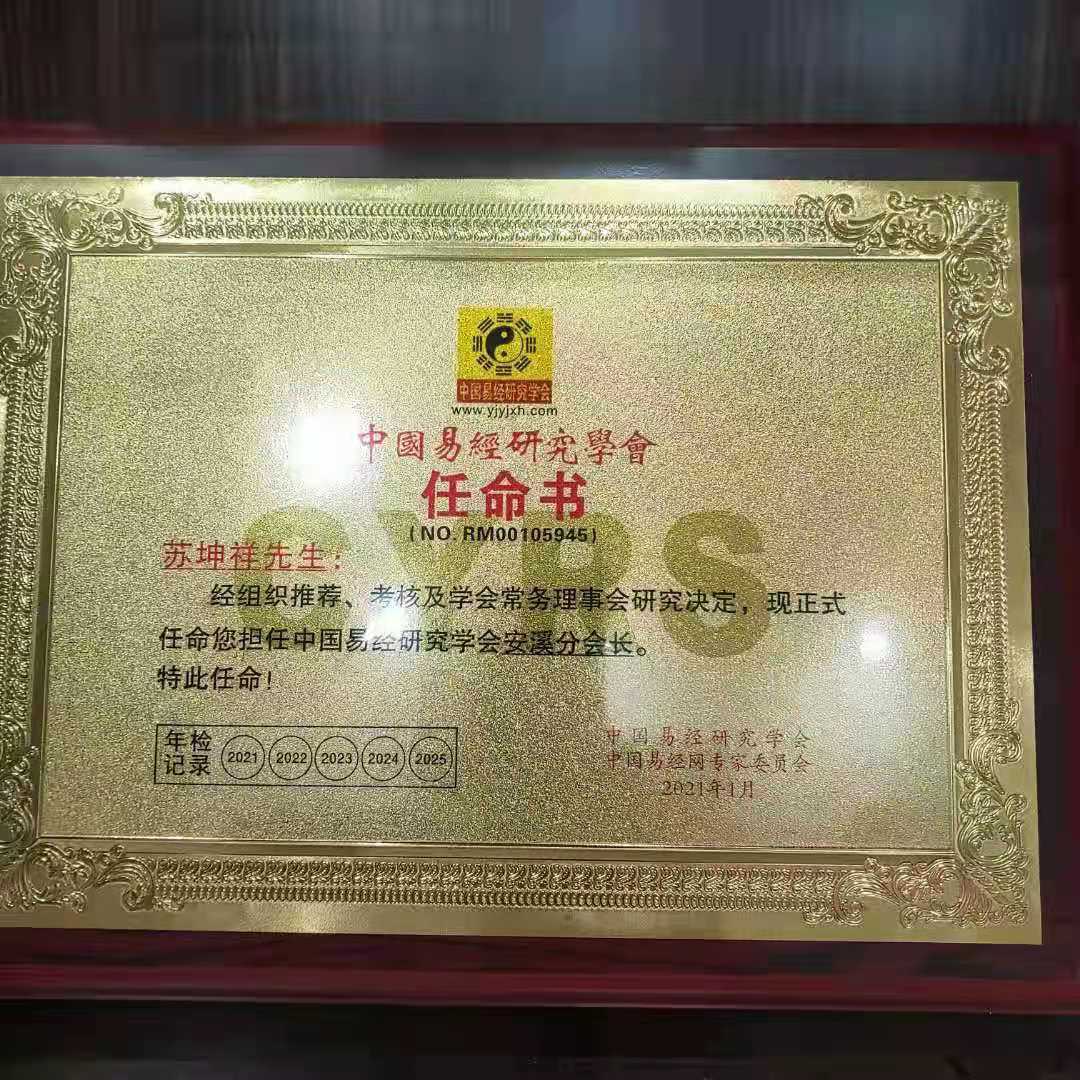 中国易经研究学会
www.yjyjxh.com
中國易經研究學會
任命书
(NO. RM00105945)
CYRS
苏坤祥先生：
经组织推荐、考核及学会常务理事会研究决定，现正式
任命您担任中国易经研究学会安溪分会长。
特此任命！
年检记录 2021 2022 2023 2024 2025
中国易经研究学会
中国易经网专家委员会
2021年1月